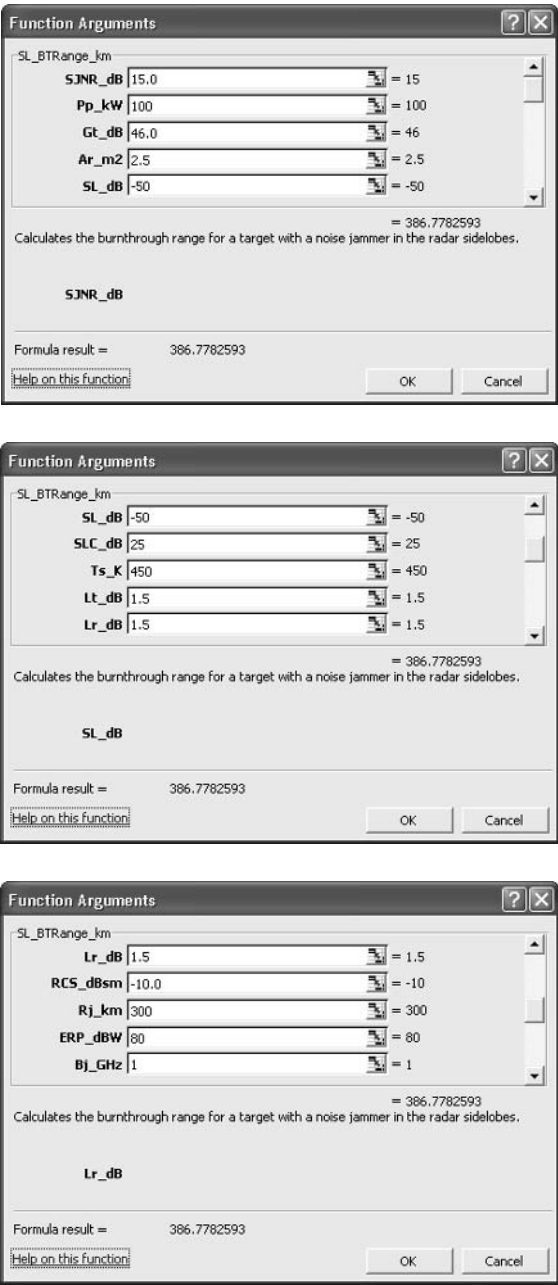 Function Arguments
SL_BTRange_km
SJNR_dB 15.0 = 15
Pp_kW 100 = 100
Gt_dB 46.0 = 46
Ar_m2 2.5 = 2.5
SL_dB -50 = -50
= 386.7782593
Calculates the burnthrough range for a target with a noise jammer in the radar sidelobes.
SJNR_dB
Formula result = 386.7782593
Help on this function OK Cancel
Function Arguments
SL_BTRange_km
SL_dB -50 = -50
SLC_dB 25 = 25
Ts_K 450 = 450
Lt_dB 1.5 = 1.5
Lr_dB 1.5 = 1.5
= 386.7782593
Calculates the burnthrough range for a target with a noise jammer in the radar sidelobes.
SL_dB
Formula result = 386.7782593
Help on this function OK Cancel
Function Arguments
SL_BTRange_km
Lr_dB 1.5 = 1.5
RCS_dBsm -10.0 = -10
Rj_km 300 = 300
ERP_dBW 80 = 80
Bj_GHz 1 = 1
= 386.7782593
Calculates the burnthrough range for a target with a noise jammer in the radar sidelobes.
Lr_dB
Formula result = 386.7782593
Help on this function OK Cancel